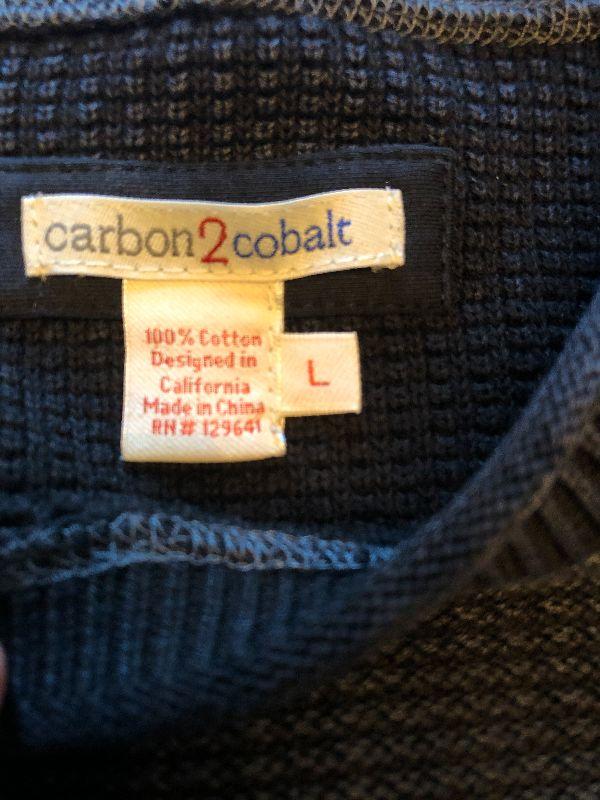 carbon2cobalt
100% Cotton
Designed in
California
Made in China
RN# 129641
L